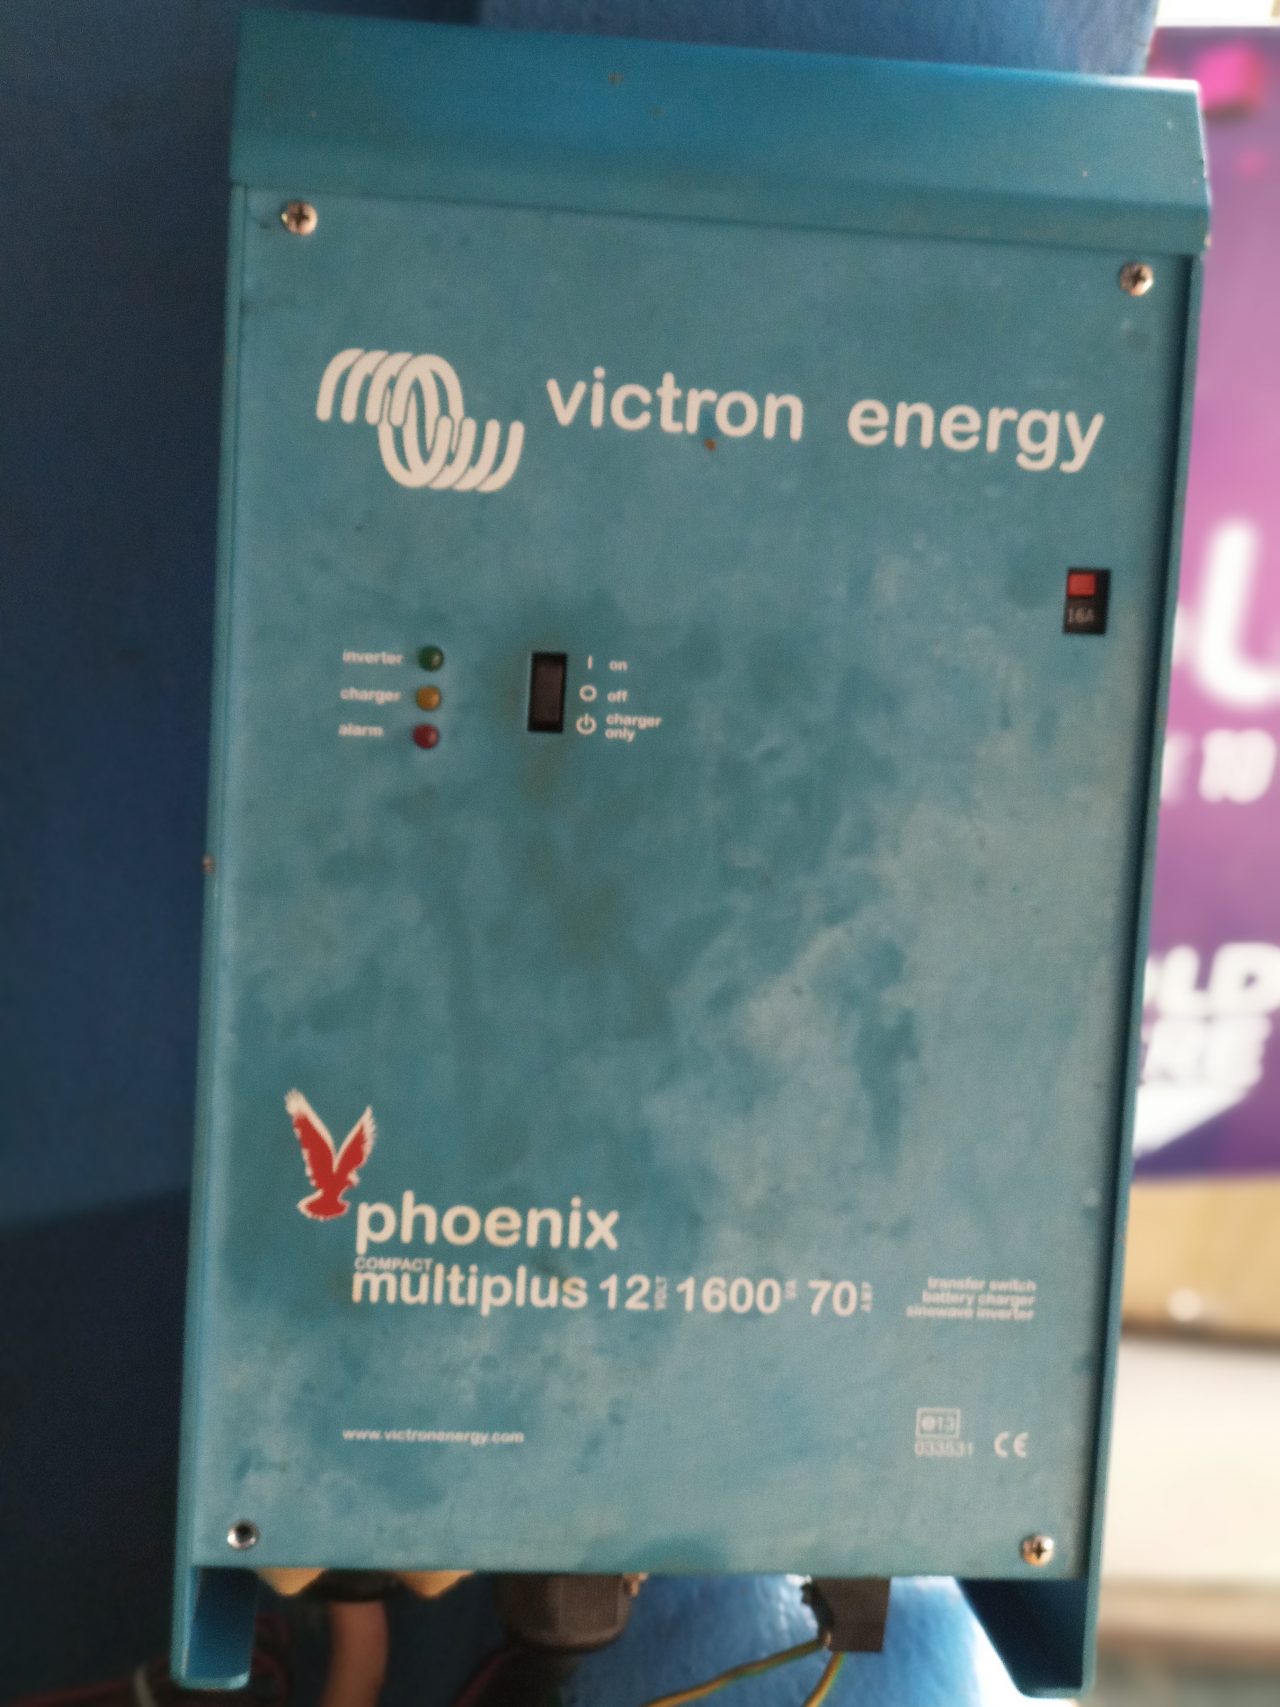 victron energy
16A
inverter
charger
alarm
I on
O off
charger
only
phoenix
COMPACT
multiplus 12 VOLT 1600 VA 70 AMP
transfer switch
battery charger
sinewave inverter
www.victronenergy.com
e13
033531 CE
U
10